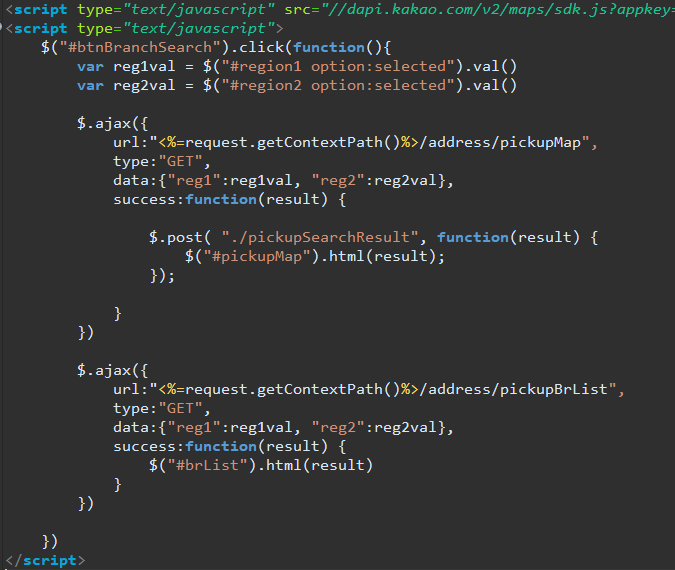 <script type="text/javascript" src="//dapi.kakao.com/v2/maps/sdk.js?appkey=
<script type="text/javascript">
$("#btnBranchSearch").click(function(){
var reg1val = $("#region1 option:selected").val()
var reg2val = $("#region2 option:selected").val()
$.ajax({
url:"<%=request.getContextPath()%>/address/pickupMap",
type:"GET",
data:{"reg1":reg1val, "reg2":reg2val},
success:function(result) {
$.post( "./pickupSearchResult", function(result) {
$("#pickupMap").html(result);
});
}
})
$.ajax({
url:"<%=request.getContextPath()%>/address/pickupBrList",
type:"GET",
data:{"reg1":reg1val, "reg2":reg2val},
success:function(result) {
$("#brList").html(result)
}
})
})
</script>